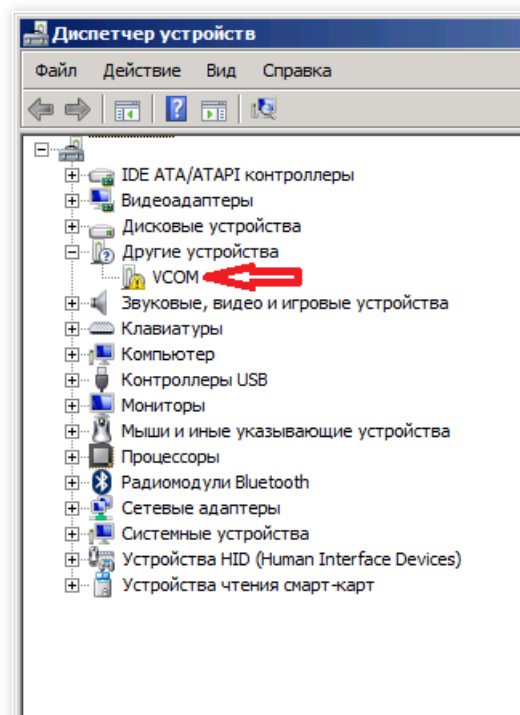 Диспетчер устройств
Файл Действие Вид Справка
IDE ATA/ATAPI контроллеры
Видеоадаптеры
Дисковые устройства
Другие устройства
VCOM
Звуковые, видео и игровые устройства
Клавиатуры
Компьютер
Контроллеры USB
Мониторы
Мыши и иные указывающие устройства
Процессоры
Радиомодули Bluetooth
Сетевые адаптеры
Системные устройства
Устройства HID (Human Interface Devices)
Устройства чтения смарт-карт